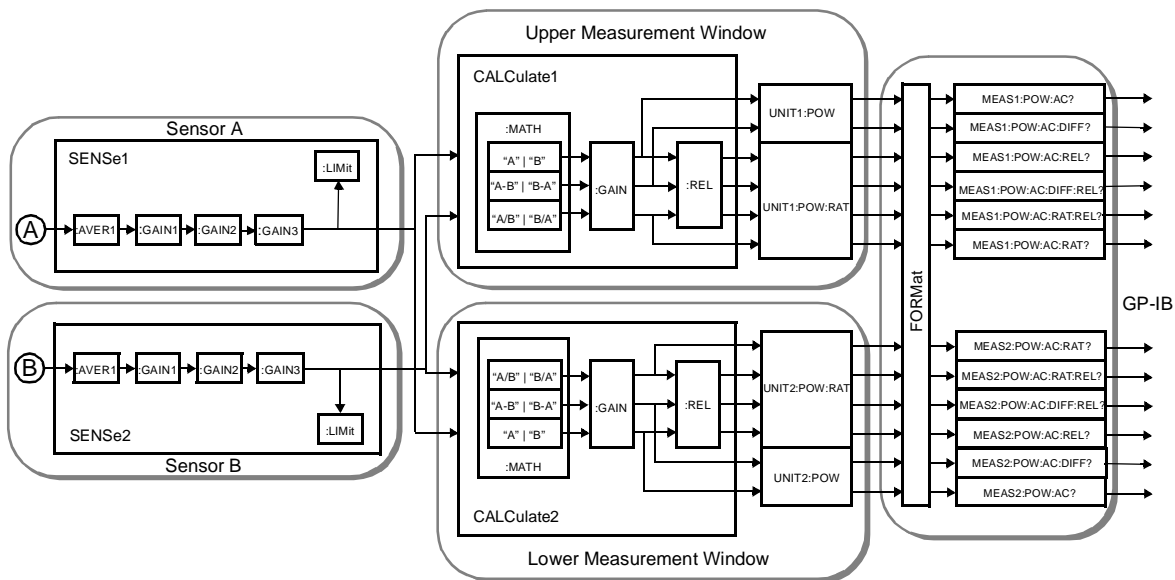 Upper Measurement Window
CALCulate1
:MATH
“A” | “B”
“A-B” | “B-A”
“A/B” | “B/A”
:GAIN
:REL
UNIT1:POW
UNIT1:POW:RAT
Sensor A
SENSe1
:LIMit
A
:AVER1
:GAIN1
:GAIN2
:GAIN3
Sensor B
SENSe2
B
:AVER1
:GAIN1
:GAIN2
:GAIN3
:LIMit
CALCulate2
“A/B” | “B/A”
“A-B” | “B-A”
“A” | “B”
:MATH
:GAIN
:REL
UNIT2:POW:RAT
UNIT2:POW
Lower Measurement Window
FORMat
MEAS1:POW:AC?
MEAS1:POW:AC:DIFF?
MEAS1:POW:AC:REL?
MEAS1:POW:AC:DIFF:REL?
MEAS1:POW:AC:RAT:REL?
MEAS1:POW:AC:RAT?
GP-IB
MEAS2:POW:AC:RAT?
MEAS2:POW:AC:RAT:REL?
MEAS2:POW:AC:DIFF:REL?
MEAS2:POW:AC:REL?
MEAS2:POW:AC:DIFF?
MEAS2:POW:AC?